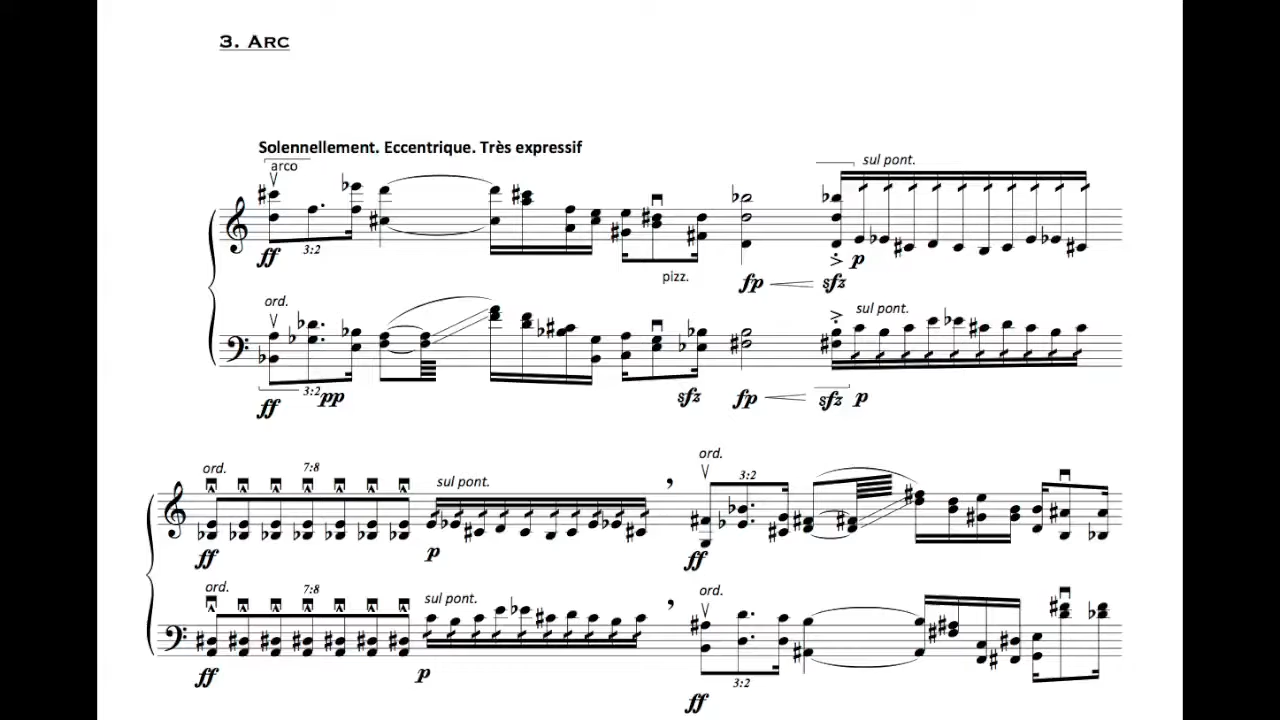 3. Arc
Solennellement. Eccentrique. Très expressif
arco
sul pont.
3:2
ff
p
pizz.
fp
sfz
ord.
sul pont.
3:2
pp
ff
sfz
fp
sfz
p
ord.
7:8
sul pont.
ord.
3:2
ff
p
ff
ord.
7:8
sul pont.
ord.
ff
p
3:2
ff